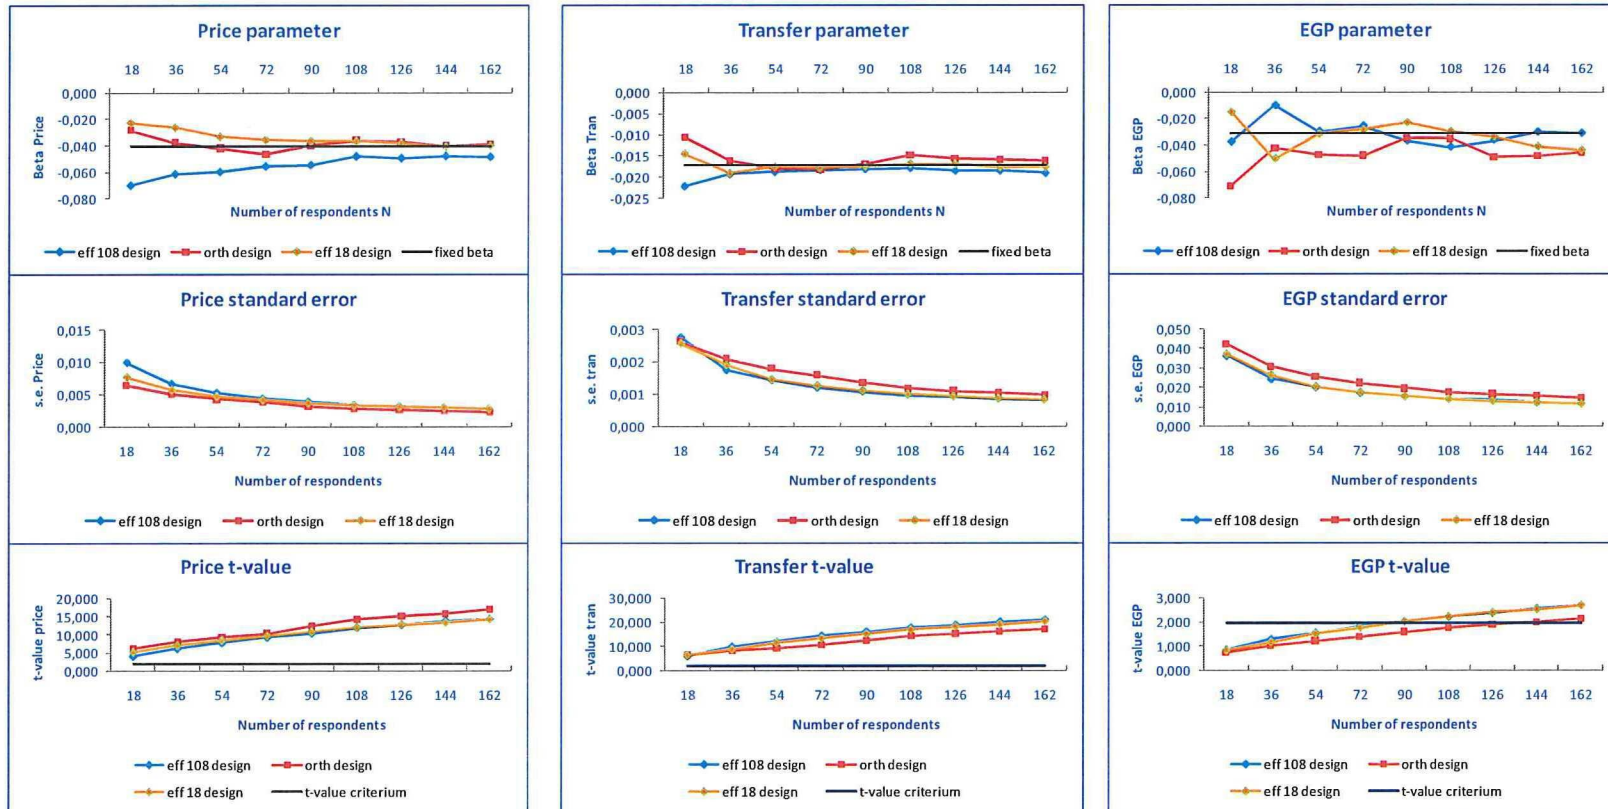 Price parameter
18 36 54 72 90 108 126 144 162
0,000
-0,020
-0,040
-0,060
-0,080
Beta Price
Number of respondents N
eff 108 design orth design eff 18 design fixed beta
Transfer parameter
18 36 54 72 90 108 126 144 162
0,000
-0,005
-0,010
-0,015
-0,020
-0,025
Beta Tran
Number of respondents N
eff 108 design orth design eff 18 design fixed beta
EGP parameter
18 36 54 72 90 108 126 144 162
0,000
-0,020
-0,040
-0,060
-0,080
Beta EGP
Number of respondents N
eff 108 design orth design eff 18 design fixed beta
Price standard error
0,015
0,010
0,005
0,000
s.e. Price
18 36 54 72 90 108 126 144 162
Number of respondents
eff 108 design orth design eff 18 design
Transfer standard error
0,003
0,002
0,001
0,000
s.e. tran
18 36 54 72 90 108 126 144 162
Number of respondents
eff 108 design orth design eff 18 design
EGP standard error
0,050
0,040
0,030
0,020
0,010
0,000
s.e. EGP
18 36 54 72 90 108 126 144 162
Number of respondents
eff 108 design orth design eff 18 design
Price t-value
20,000
15,000
10,000
5,000
0,000
t-value price
18 36 54 72 90 108 126 144 162
Number of respondents
eff 108 design orth design
eff 18 design t-value criterium
Transfer t-value
30,000
20,000
10,000
0,000
t-value tran
18 36 54 72 90 108 126 144 162
Number of respondents
eff 108 design orth design
eff 18 design t-value criterium
EGP t-value
3,000
2,000
1,000
0,000
t-value EGP
18 36 54 72 90 108 126 144 162
Number of respondents
eff 108 design orth design
eff 18 design t-value criterium